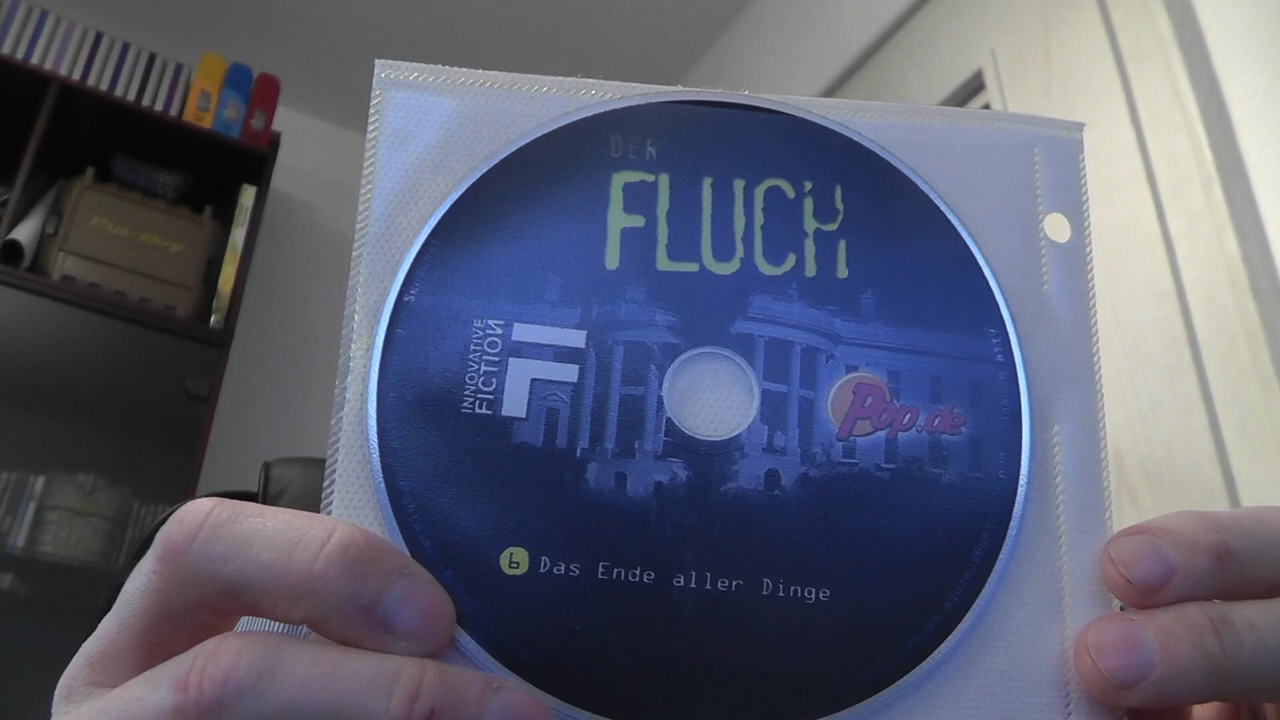 DER
FLUCH
INNOVATIVE
FICTION
Pop.de
6 Das Ende aller Dinge